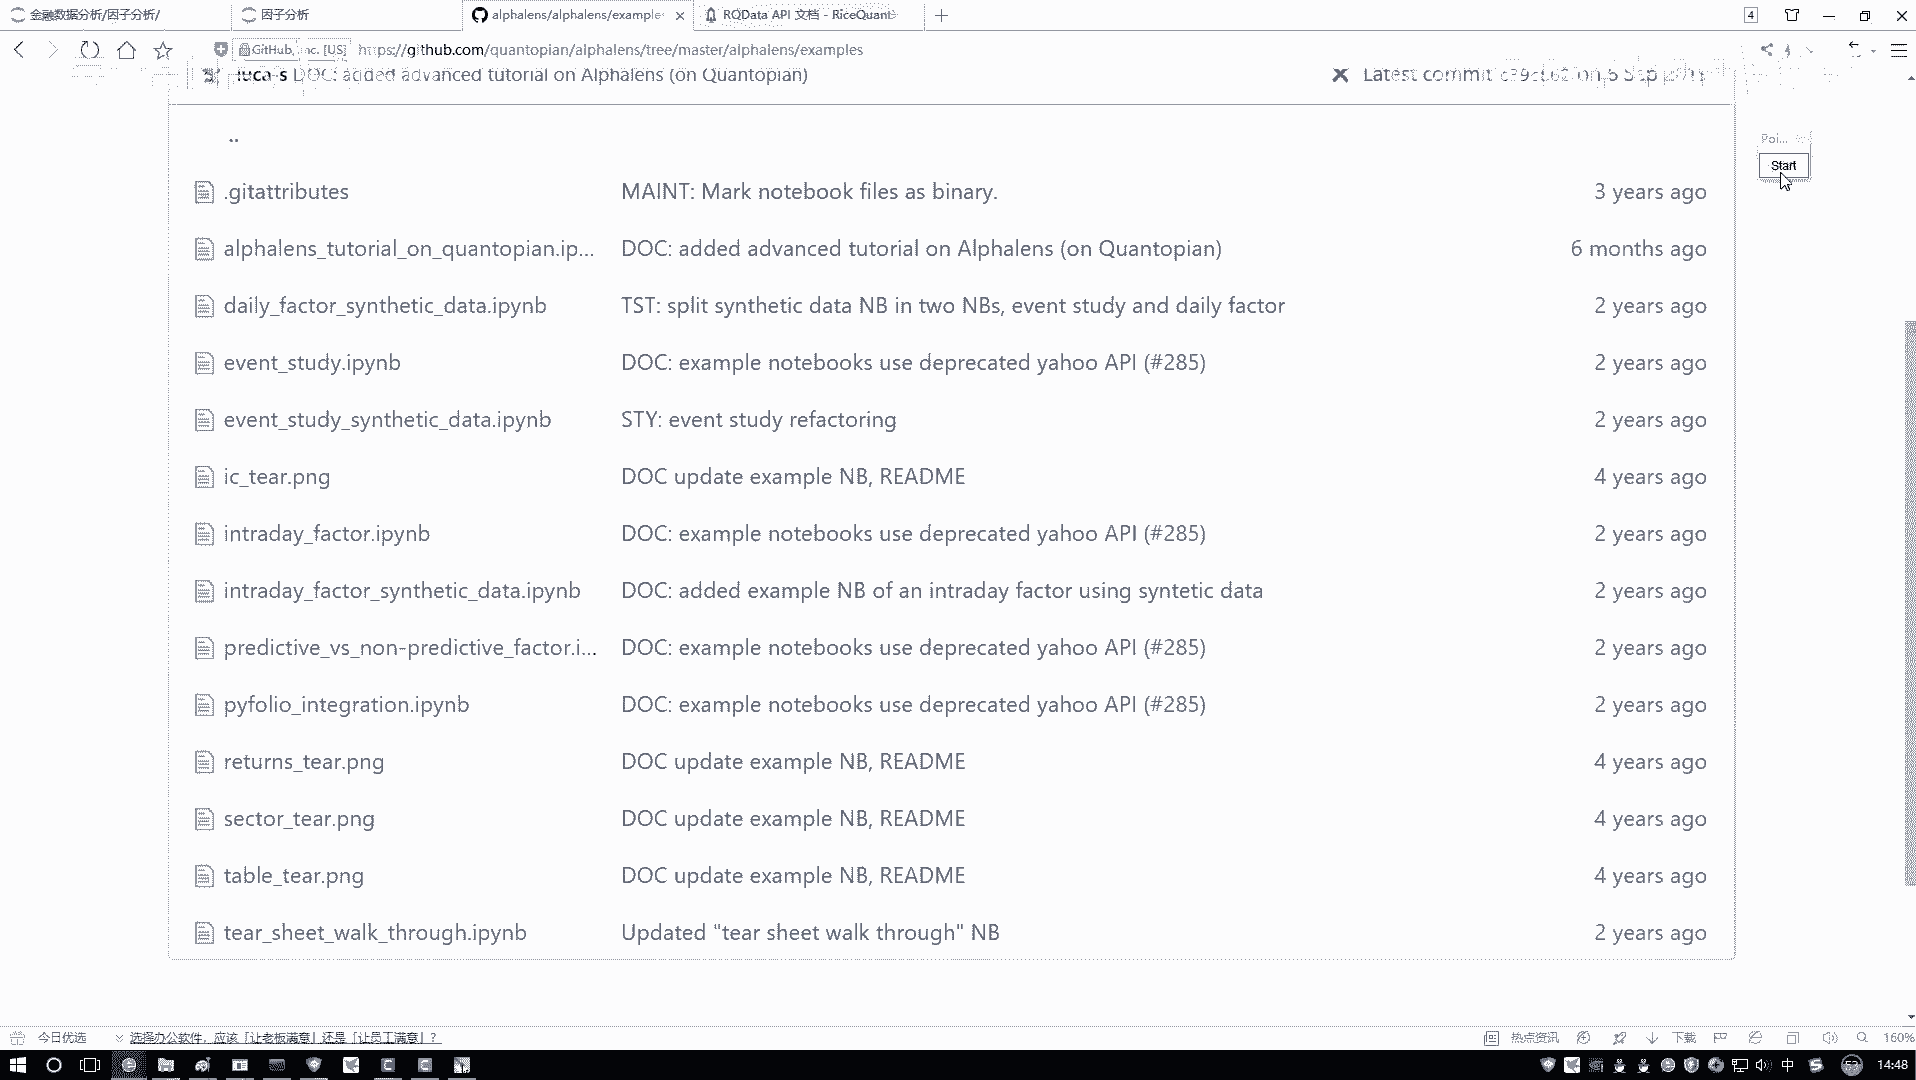 金融数据分析/因子分析/
因子分析
alphalens/alphalens/example
RQData API 文档 - RiceQuant
4
GitHub, Inc. [US]
https://github.com/quantopian/alphalens/tree/master/alphalens/examples
luca-s DOC: added advanced tutorial on Alphalens (on Quantopian)
Latest commit on 6 Sep
..
Poi...
Start
.gitattributes MAINT: Mark notebook files as binary. 3 years ago
alphalens_tutorial_on_quantopian.ip... DOC: added advanced tutorial on Alphalens (on Quantopian) 6 months ago
daily_factor_synthetic_data.ipynb TST: split synthetic data NB in two NBs, event study and daily factor 2 years ago
event_study.ipynb DOC: example notebooks use deprecated yahoo API (#285) 2 years ago
event_study_synthetic_data.ipynb STY: event study refactoring 2 years ago
ic_tear.png DOC update example NB, README 4 years ago
intraday_factor.ipynb DOC: example notebooks use deprecated yahoo API (#285) 2 years ago
intraday_factor_synthetic_data.ipynb DOC: added example NB of an intraday factor using syntetic data 2 years ago
predictive_vs_non-predictive_factor.i... DOC: example notebooks use deprecated yahoo API (#285) 2 years ago
pyfolio_integration.ipynb DOC: example notebooks use deprecated yahoo API (#285) 2 years ago
returns_tear.png DOC update example NB, README 4 years ago
sector_tear.png DOC update example NB, README 4 years ago
table_tear.png DOC update example NB, README 4 years ago
tear_sheet_walk_through.ipynb Updated "tear sheet walk through" NB 2 years ago
今日优选 选择办公软件，应该「让老板满意」还是「让员工满意」？ 热点资讯 下载 160%
中 53 14:48